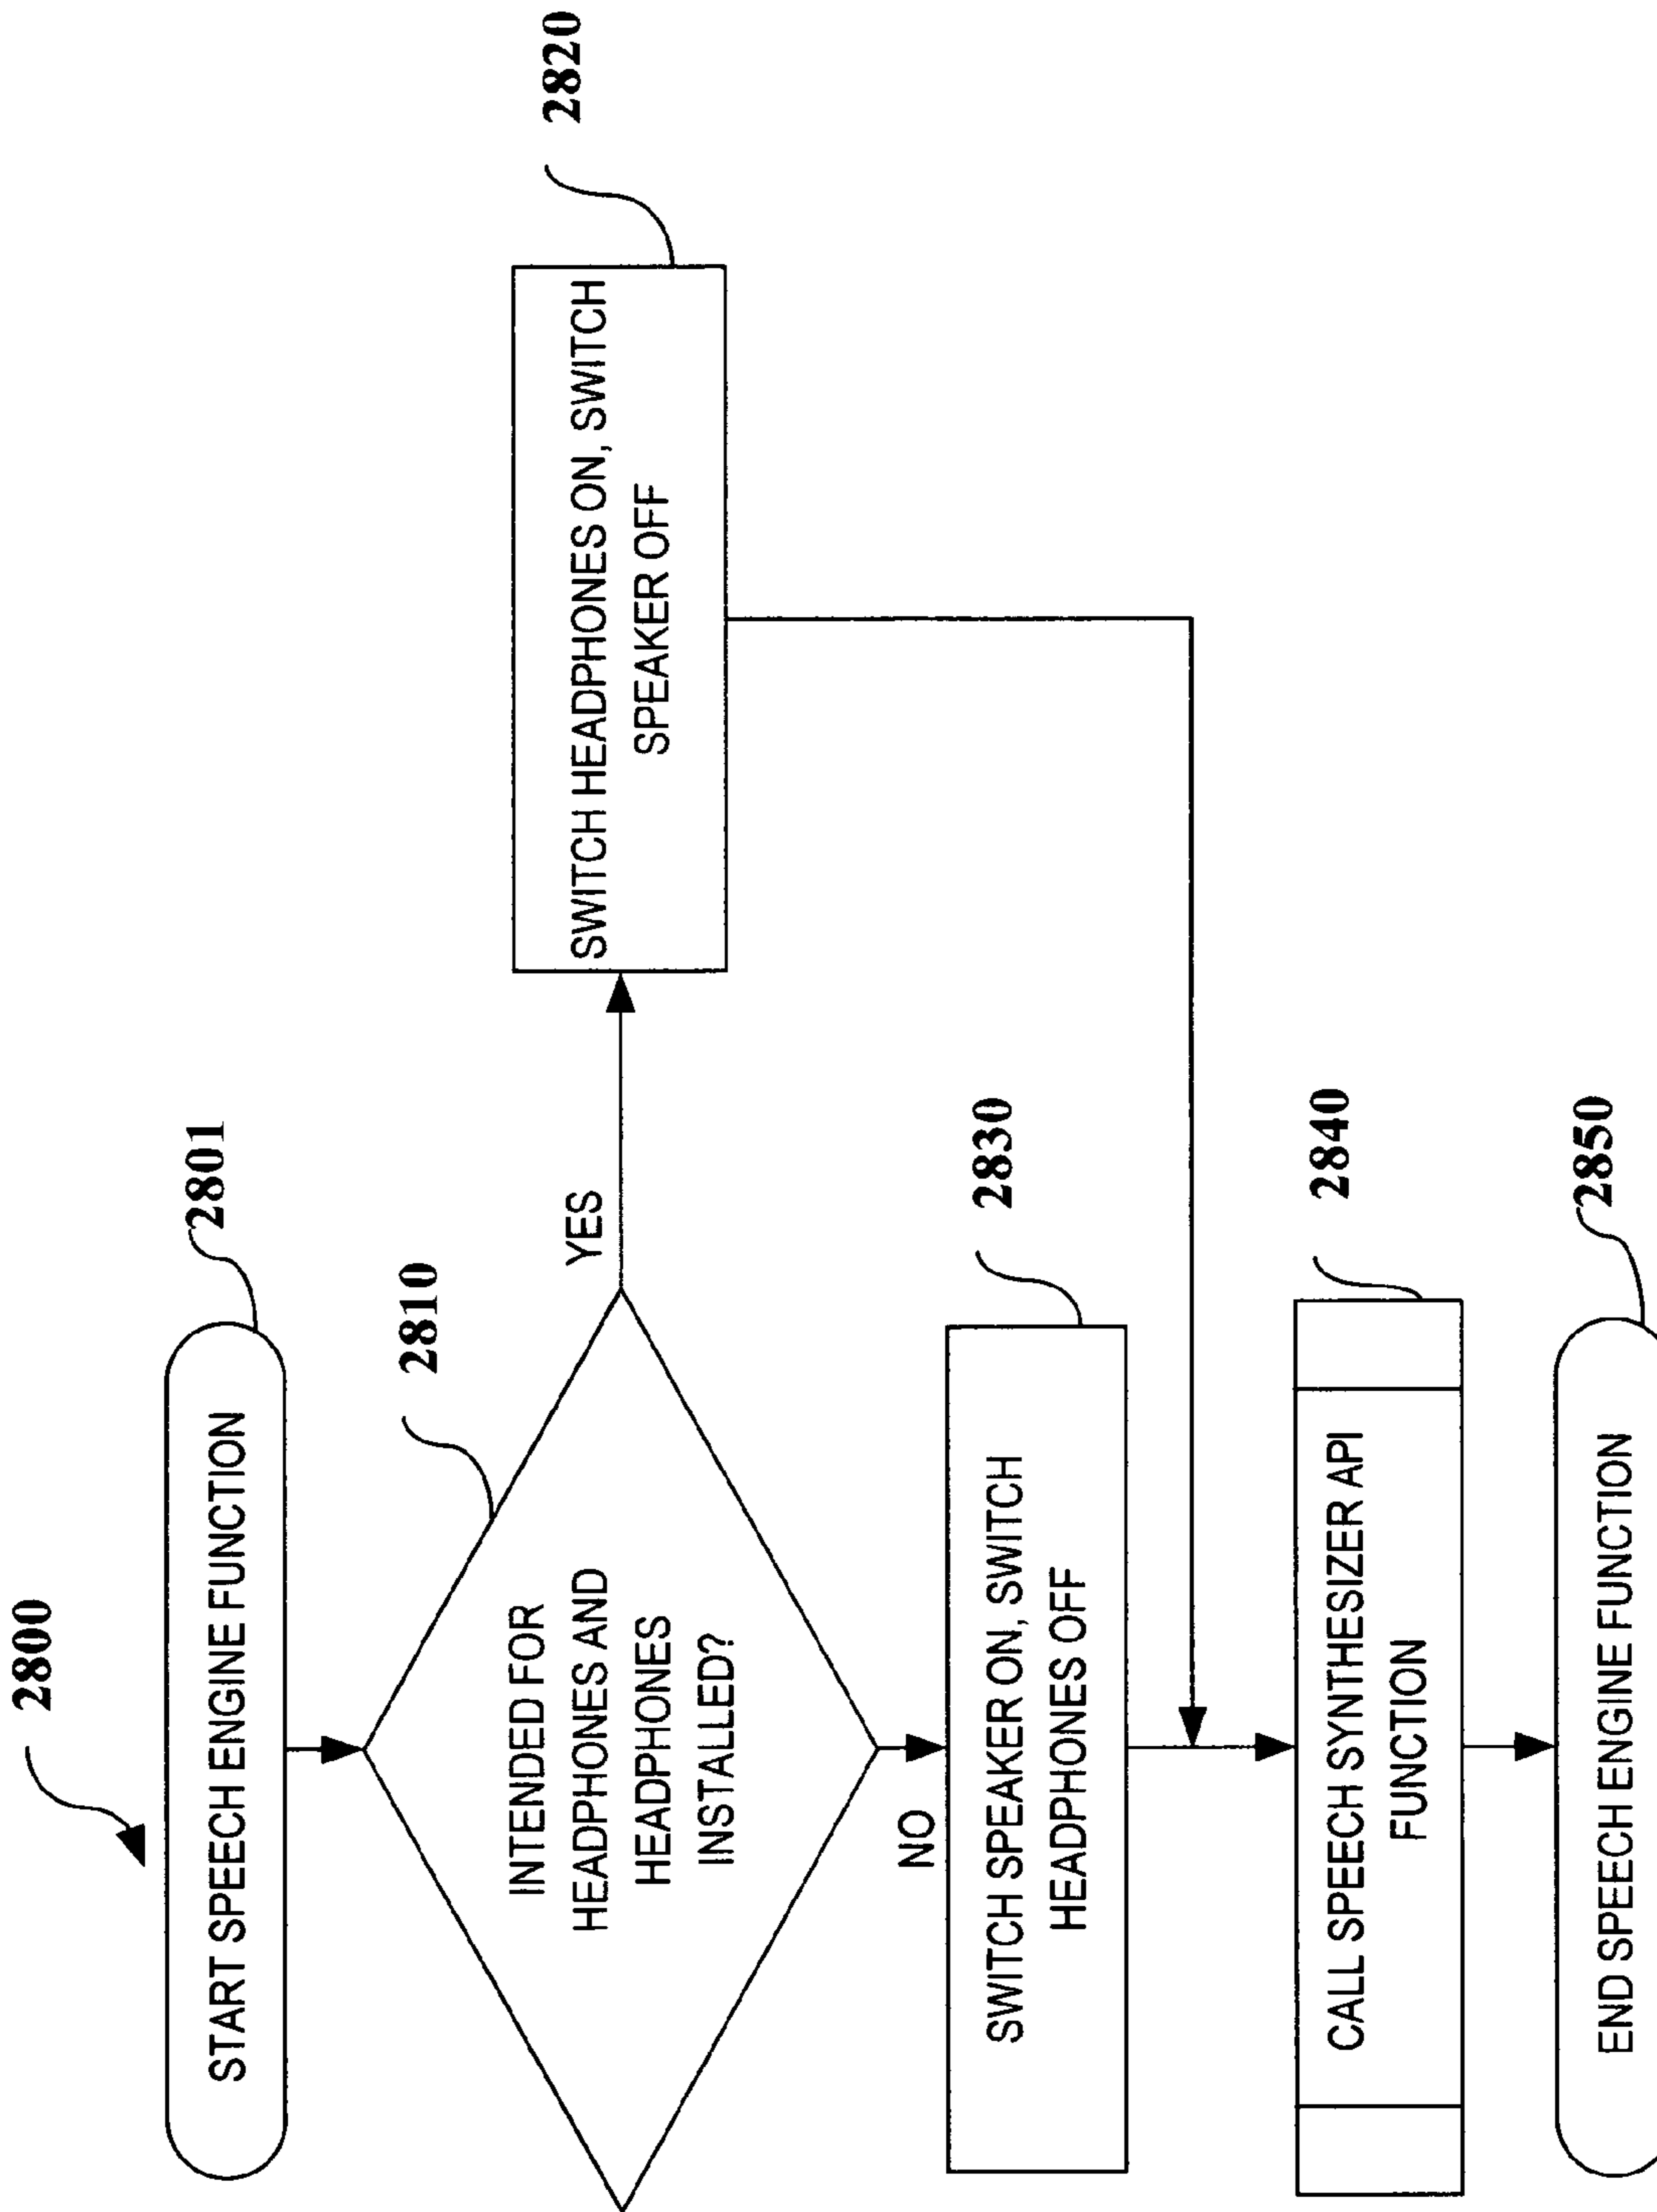 2800
START SPEECH ENGINE FUNCTION
2801
INTENDED FOR
HEADPHONES AND
HEADPHONES
INSTALLED?
2810
YES
SWITCH HEADPHONES ON, SWITCH
SPEAKER OFF
2820
NO
SWITCH SPEAKER ON, SWITCH
HEADPHONES OFF
2830
CALL SPEECH SYNTHESIZER API
FUNCTION
2840
END SPEECH ENGINE FUNCTION
2850